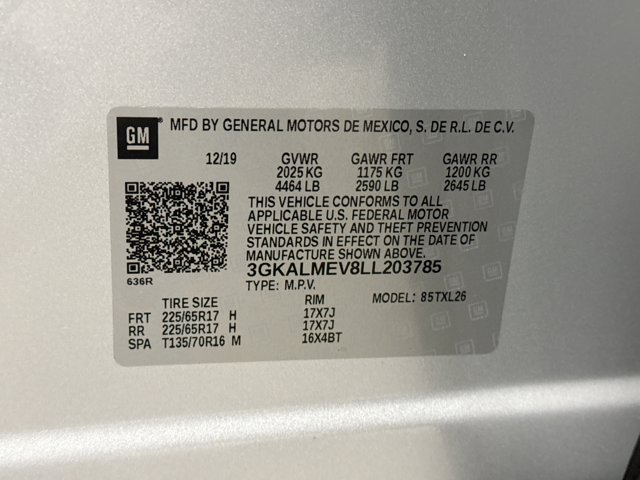 GM ® MFD BY GENERAL MOTORS DE MEXICO, S. DE R.L. DE C.V.
12/19 GVWR GAWR FRT GAWR RR
2025 KG 1175 KG 1200 KG
4464 LB 2590 LB 2645 LB
THIS VEHICLE CONFORMS TO ALL
APPLICABLE U.S. FEDERAL MOTOR
VEHICLE SAFETY AND THEFT PREVENTION
STANDARDS IN EFFECT ON THE DATE OF
MANUFACTURE SHOWN ABOVE.
636R
3GKALMEV8LL203785
TYPE: M.P.V. MODEL: 85TXL26
TIRE SIZE RIM
FRT 225/65R17 H 17X7J
RR 225/65R17 H 17X7J
SPA T135/70R16 M 16X4BT